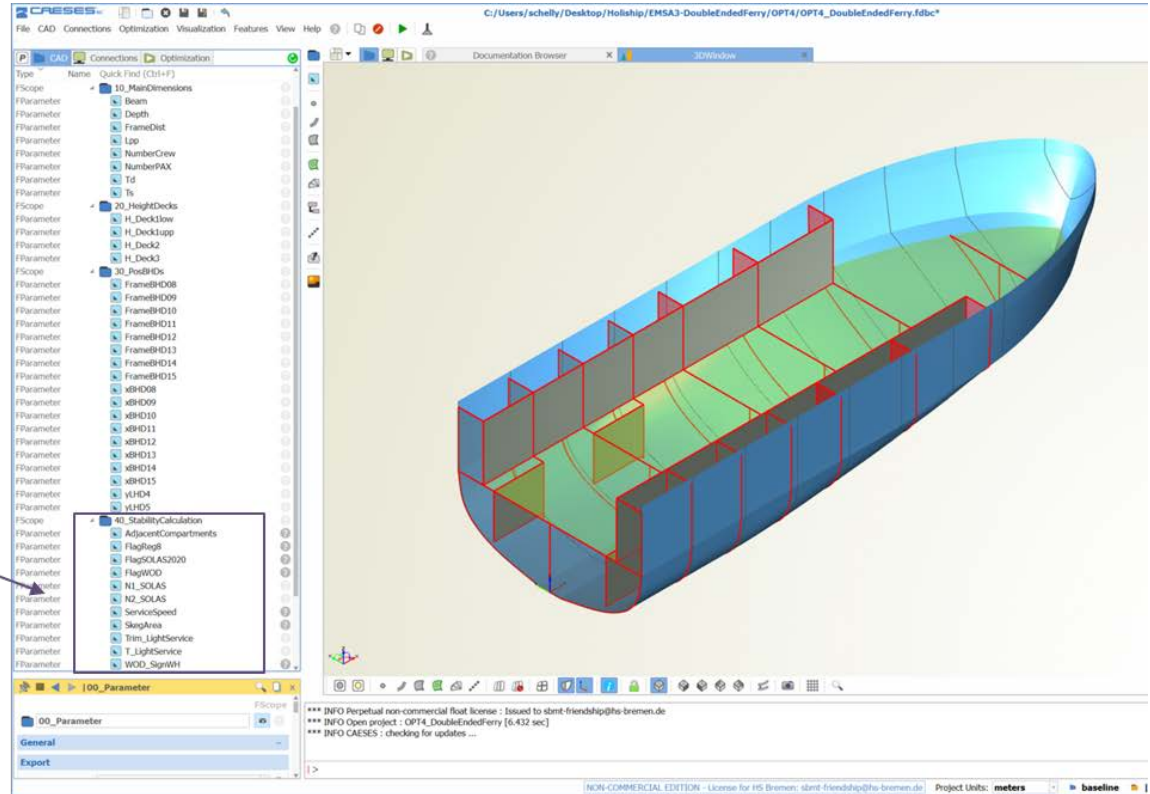 CAESES
C:/Users/schelly/Desktop/Holiship/EMSA3-DoubleEndedFerry/OPT4/OPT4_DoubleEndedFerry.fdbc*
File CAD Connections Optimization Visualization Features View Help
P CAD Connections Optimization
Documentation Browser X 3DWindow
Type Name Quick Find (Ctrl+F)
FScope 10_MainDimensions
FParameter Beam
FParameter Depth
FParameter FrameDist
FParameter Lpp
FParameter NumberCrew
FParameter NumberPAX
FParameter Td
FParameter Ts
FScope 20_HeightDecks
FParameter H_Deck1low
FParameter H_Deck1upp
FParameter H_Deck2
FParameter H_Deck3
FScope 30_PosBHDs
FParameter FrameBHD08
FParameter FrameBHD09
FParameter FrameBHD10
FParameter FrameBHD11
FParameter FrameBHD12
FParameter FrameBHD13
FParameter FrameBHD14
FParameter FrameBHD15
FParameter xBHD08
FParameter xBHD09
FParameter xBHD10
FParameter xBHD11
FParameter xBHD12
FParameter xBHD13
FParameter xBHD14
FParameter xBHD15
FParameter yLHD4
FParameter yLHD5
FScope 40_StabilityCalculation
FParameter AdjacentCompartments
FParameter FlagReg8
FParameter FlagSOLAS2020
FParameter FlagWOD
FParameter N1_SOLAS
FParameter N2_SOLAS
FParameter ServiceSpeed
FParameter SkegArea
FParameter Trim_LightService
FParameter T_LightService
FParameter WOD_SignWH
|00_Parameter
FScope
00_Parameter
General
Export
*** INFO Perpetual non-commercial float license : Issued to sbmt-friendship@hs-bremen.de
*** INFO Open project : OPT4_DoubleEndedFerry [6.432 sec]
*** INFO CAESES : checking for updates ...
|>
NON-COMMERCIAL EDITION - License for HS Bremen: sbmt-friendship@hs-bremen.de Project Units: meters baseline